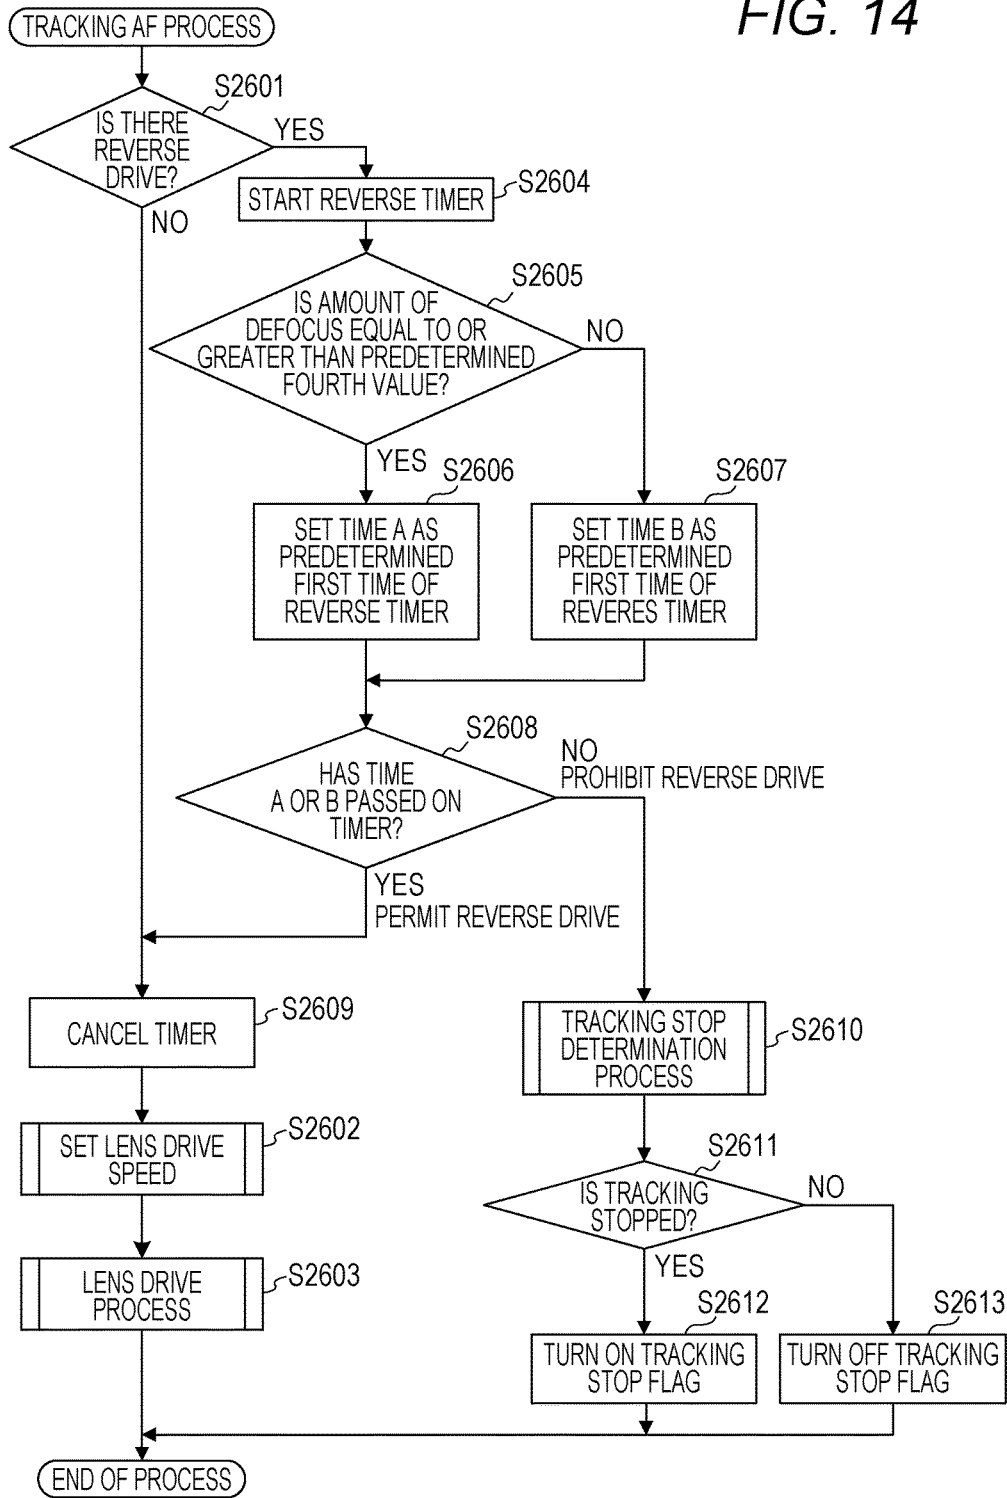 FIG. 14
TRACKING AF PROCESS
S2601
IS THERE
REVERSE
DRIVE?
YES
NO
S2604
START REVERSE TIMER
S2605
IS AMOUNT OF
DEFOCUS EQUAL TO OR
GREATER THAN PREDETERMINED
FOURTH VALUE?
NO
YES
S2606
SET TIME A AS
PREDETERMINED
FIRST TIME OF
REVERSE TIMER
S2607
SET TIME B AS
PREDETERMINED
FIRST TIME OF
REVERES TIMER
S2608
HAS TIME
A OR B PASSED ON
TIMER?
NO
PROHIBIT REVERSE DRIVE
YES
PERMIT REVERSE DRIVE
S2609
CANCEL TIMER
S2602
SET LENS DRIVE
SPEED
S2603
LENS DRIVE
PROCESS
S2610
TRACKING STOP
DETERMINATION
PROCESS
S2611
IS TRACKING
STOPPED?
NO
YES
S2612
TURN ON TRACKING
STOP FLAG
S2613
TURN OFF TRACKING
STOP FLAG
END OF PROCESS